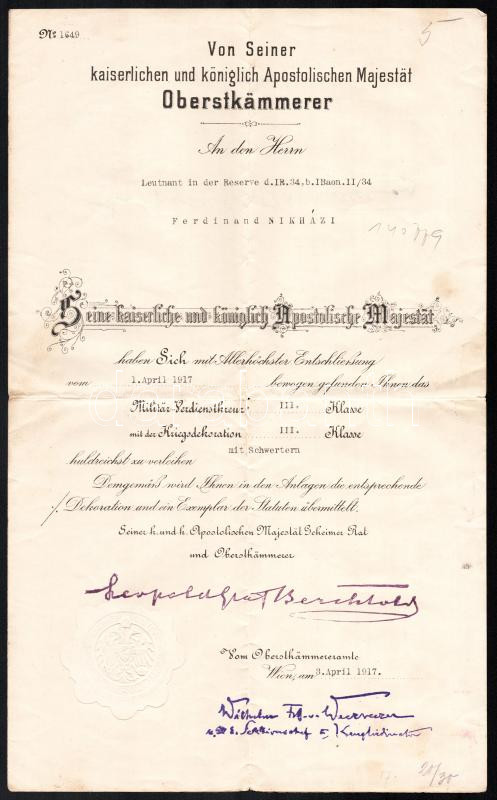 № 1649
5
Von Seiner
kaiserlichen und königlich Apostolischen Majestät
Oberstkämmerer
An den Herrn
Leutnant in der Reserve d.IR.34,b.IBaon.II/34
Ferdinand NIKHÁZI
Seine kaiserliche und königlich Apostolische Majestät
haben Sich mit Allerhöchster Entschließung
vom 1.April 1917 bewogen gefunden Ihnen das
Militär-Verdienstkreuz III. Klasse
mit der Kriegsdekoration III. Klasse
mit Schwertern
huldreichst zu verleihen
Demgemäß wird Ihnen in den Anlagen die entsprechende
./. Dekoration und ein Exemplar der Statuten übermittelt.
Seiner k. und k. Apostolischen Majestät Geheimer Rat
und Oberstkämmerer
Leopold Graf Berchtold
Vom Oberstkämmereramte
Wien, am 3.April 1917.
Wilhelm Frh. v.
20/30